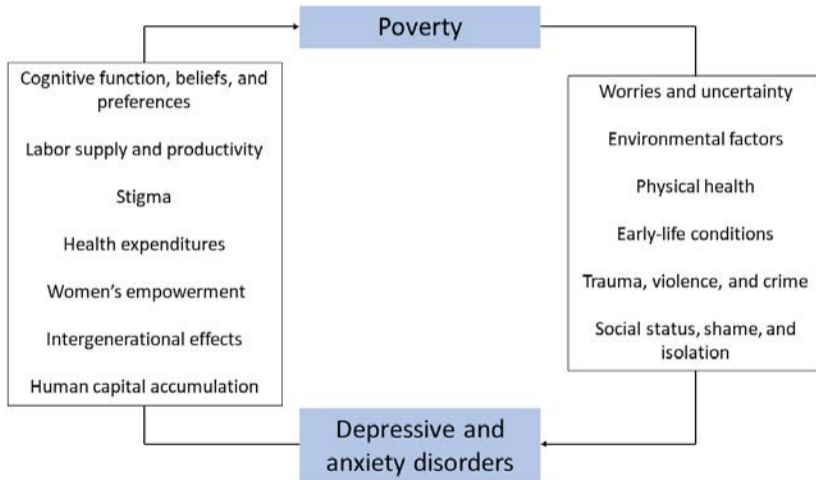 Poverty
Cognitive function, beliefs, and
preferences
Labor supply and productivity
Stigma
Health expenditures
Women's empowerment
Intergenerational effects
Human capital accumulation
Worries and uncertainty
Environmental factors
Physical health
Early-life conditions
Trauma, violence, and crime
Social status, shame, and
isolation
Depressive and
anxiety disorders